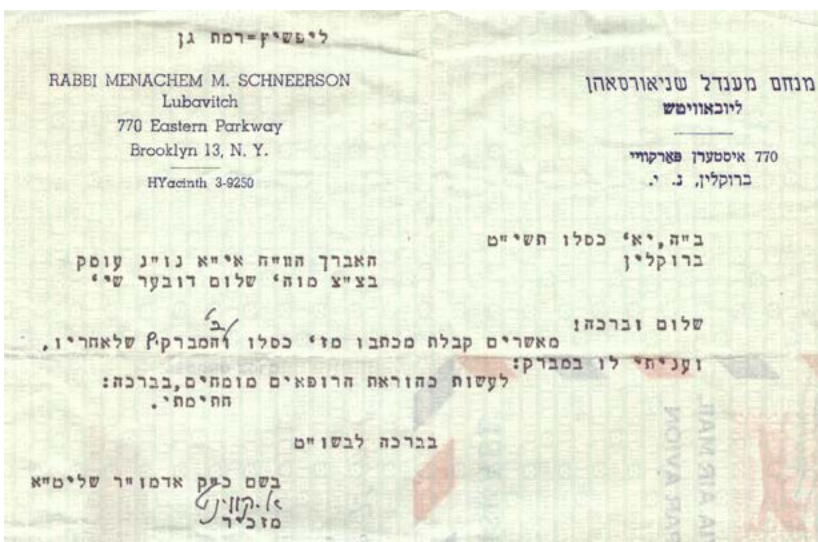 ליפשיץ=רמת גן
RABBI MENACHEM M. SCHNEERSON
Lubavitch
770 Eastern Parkway
Brooklyn 13, N. Y.
HYacinth 3-9250
מנחם מענדל שניאורסאהן
ליובאוויטש
770 איסטערן פארקוויי
ברוקלין, נ. י.
ב"ה, יא' כסלו תשי"ט
ברוקלין
האברך הוו"ח אי"א נו"נ עוסק
בצ"צ מוה' שלום דובער שי'
שלום וברכה!
מאשרים קבלת מכתבו מז' כסלו והמברקים שלאחריו,
ועניתי לו במברק:
לעשות כהוראת הרופאים מומחים, בברכה:
חתימתי.
בברכה לבשו"ט
בשם כ"ק אדמו"ר שליט"א
מזכיר
PAR AVION